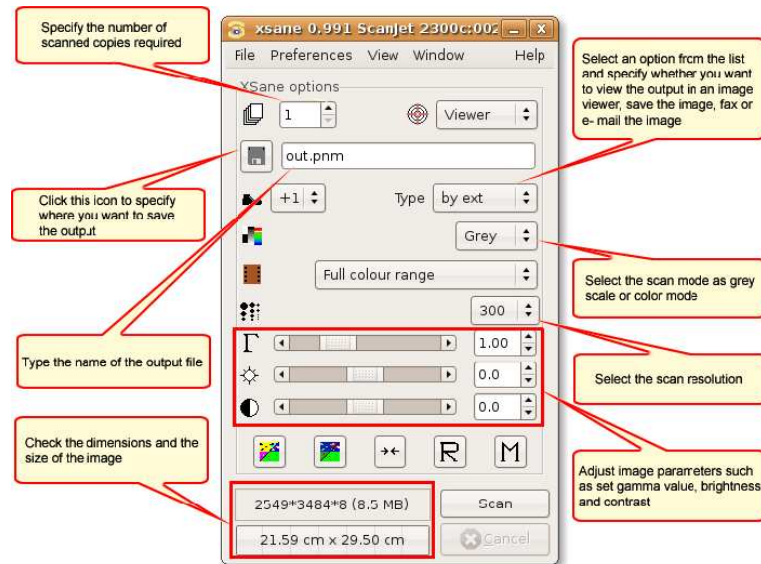 Specify the number of
scanned copies required
xsane 0.991 ScanJet 2300c:002
File Preferences View Window Help
XSane options
1
Viewer
Select an option from the list
and specify whether you want
to view the output in an image
viewer, save the image, fax or
e- mail the image
out.pnm
Click this icon to specify
where you want to save
the output
+1
Type by ext
Grey
Full colour range
Select the scan mode as grey
scale or color mode
300
Type the name of the output file
1.00
0.0
0.0
Select the scan resolution
Check the dimensions and the
size of the image
R M
Adjust image parameters such
as set gamma value, brightness
and contrast
2549*3484*8 (8.5 MB)
Scan
21.59 cm x 29.50 cm
Cancel